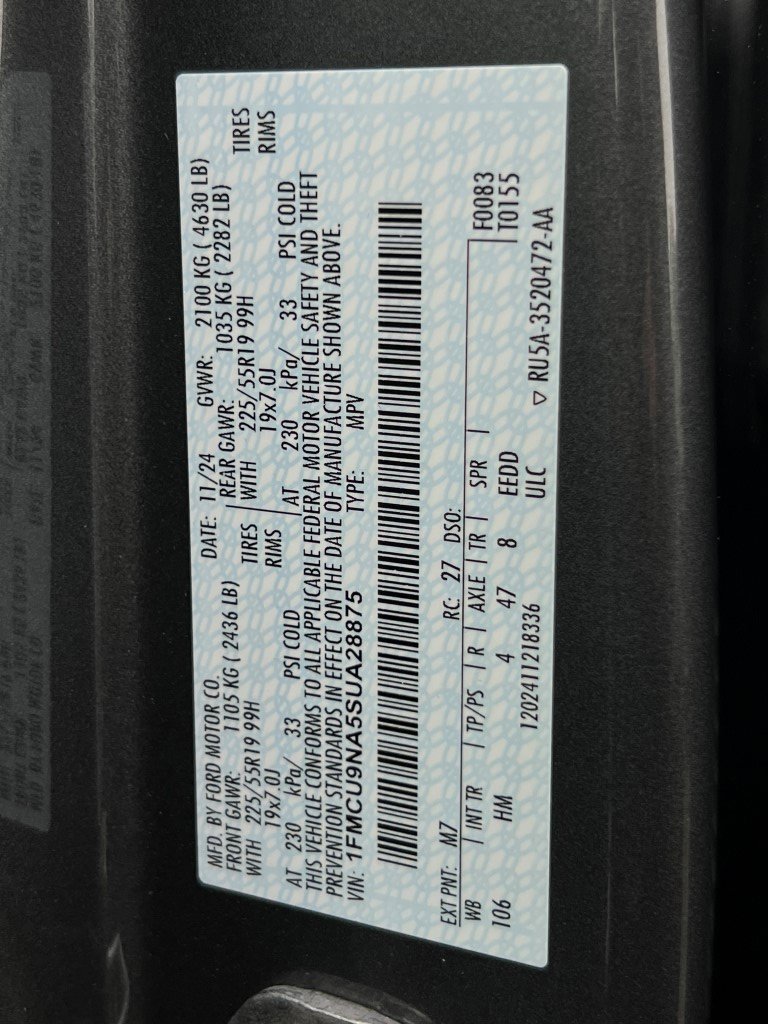 MFD. BY FORD MOTOR CO.
DATE: 11/24 GVWR: 2100 KG ( 4630 LB)
FRONT GAWR: 1105 KG ( 2436 LB) REAR GAWR: 1035 KG ( 2282 LB)
WITH 225/55R19 99H TIRES WITH 225/55R19 99H TIRES
19x7.0J RIMS 19x7.0J RIMS
AT 230 kPa/ 33 PSI COLD AT 230 kPa/ 33 PSI COLD
THIS VEHICLE CONFORMS TO ALL APPLICABLE FEDERAL MOTOR VEHICLE SAFETY AND THEFT
PREVENTION STANDARDS IN EFFECT ON THE DATE OF MANUFACTURE SHOWN ABOVE.
VIN: 1FMCU9NA5SUA28875 TYPE: MPV
EXT PNT: M7 RC: 27 DSO: F0083
WB INT TR TP/PS R AXLE TR SPR T0155
106 HM 4 47 8 EEDD
1202411218336 ULC ▽ RU5A-3520472-AA